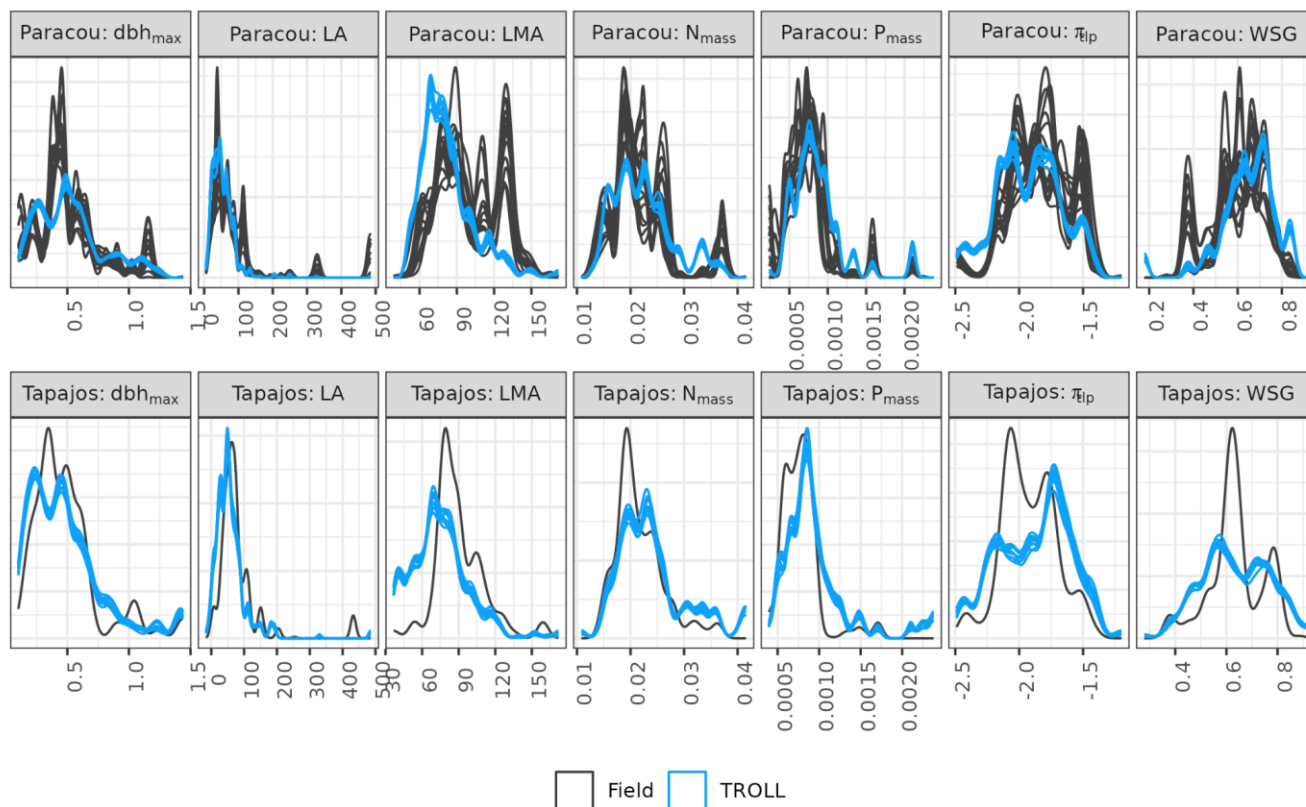 Paracou: dbhmax Paracou: LA Paracou: LMA Paracou: Nmass Paracou: Pmass Paracou: πtlp Paracou: WSG
0.5 1.0 1.5 0 100 200 300 400 500 60 90 120 150 0.01 0.02 0.03 0.04 0.0005 0.0010 0.0015 0.0020 -2.5 -2.0 -1.5 0.2 0.4 0.6 0.8
Tapajos: dbhmax Tapajos: LA Tapajos: LMA Tapajos: Nmass Tapajos: Pmass Tapajos: πtlp Tapajos: WSG
0.5 1.0 1.5 0 100 200 300 400 500 30 60 90 120 150 0.01 0.02 0.03 0.04 0.0005 0.0010 0.0015 0.0020 -2.5 -2.0 -1.5 0.4 0.6 0.8
Field TROLL